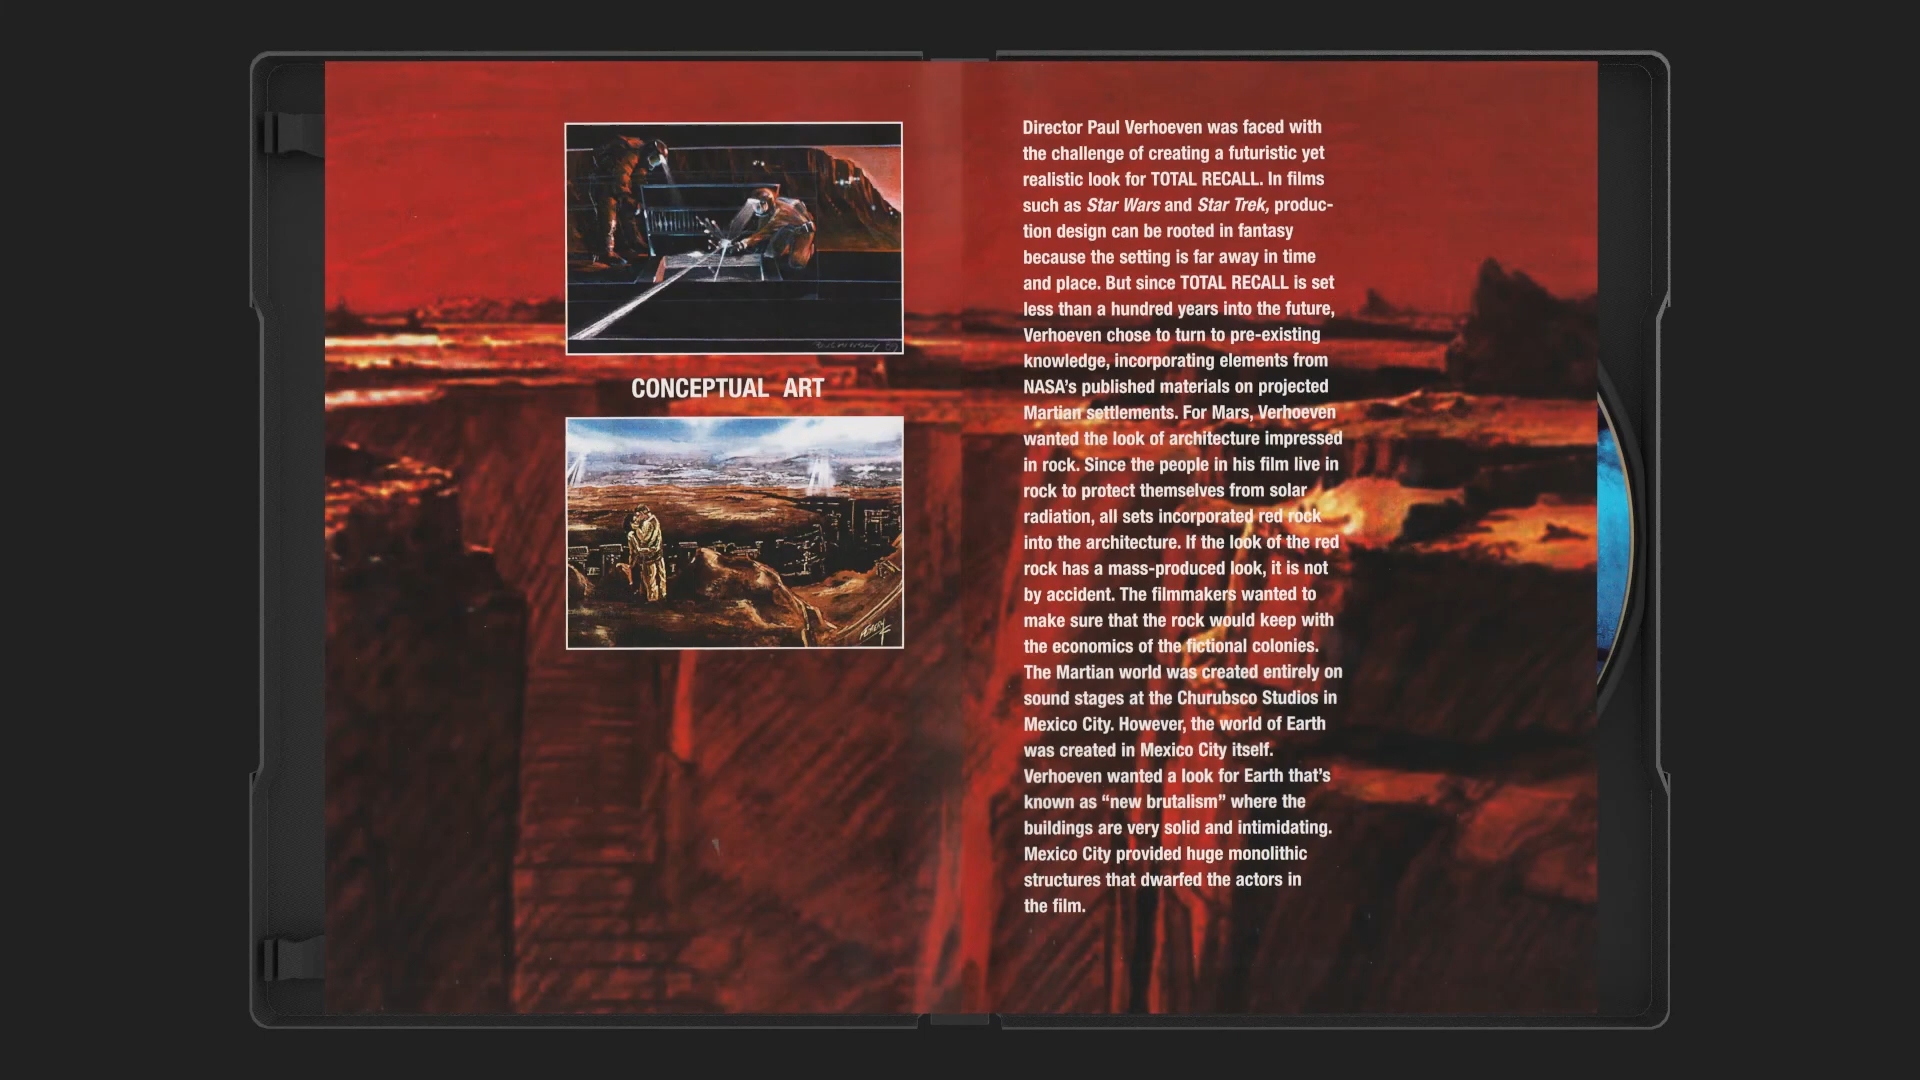 CONCEPTUAL ART
Director Paul Verhoeven was faced with
the challenge of creating a futuristic yet
realistic look for TOTAL RECALL. In films
such as Star Wars and Star Trek, produc-
tion design can be rooted in fantasy
because the setting is far away in time
and place. But since TOTAL RECALL is set
less than a hundred years into the future,
Verhoeven chose to turn to pre-existing
knowledge, incorporating elements from
NASA's published materials on projected
Martian settlements. For Mars, Verhoeven
wanted the look of architecture impressed
in rock. Since the people in his film live in
rock to protect themselves from solar
radiation, all sets incorporated red rock
into the architecture. If the look of the red
rock has a mass-produced look, it is not
by accident. The filmmakers wanted to
make sure that the rock would keep with
the economics of the fictional colonies.
The Martian world was created entirely on
sound stages at the Churubsco Studios in
Mexico City. However, the world of Earth
was created in Mexico City itself.
Verhoeven wanted a look for Earth that's
known as “new brutalism” where the
buildings are very solid and intimidating.
Mexico City provided huge monolithic
structures that dwarfed the actors in
the film.